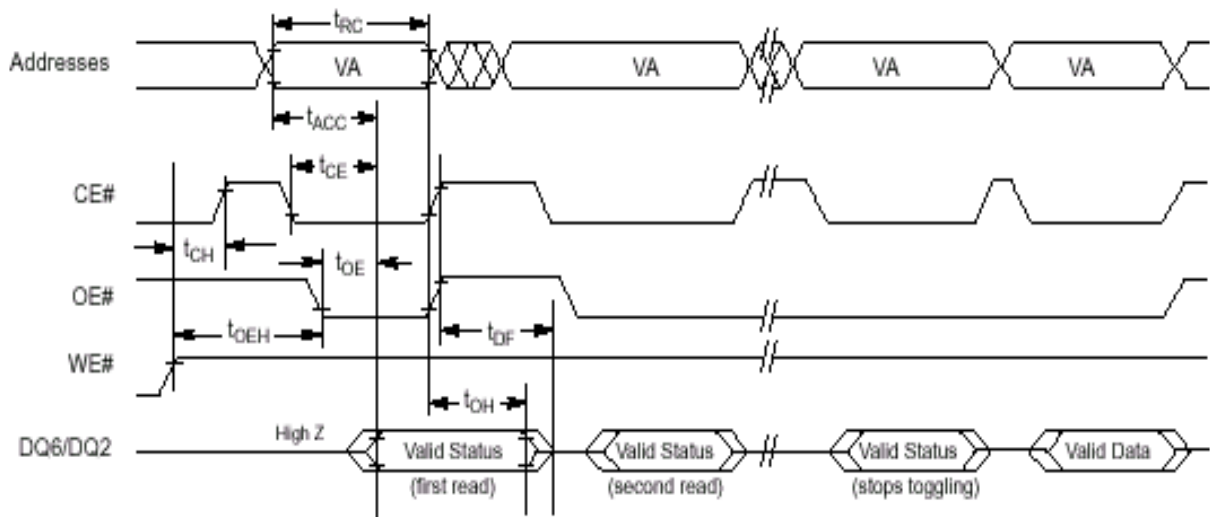 tRC
Addresses VA VA VA VA
tACC
tCE
CE#
tCH
tOE
OE#
tOEH tDF
WE#
tOH
High Z
DQ6/DQ2 Valid Status Valid Status Valid Status Valid Data
(first read) (second read) (stops toggling)